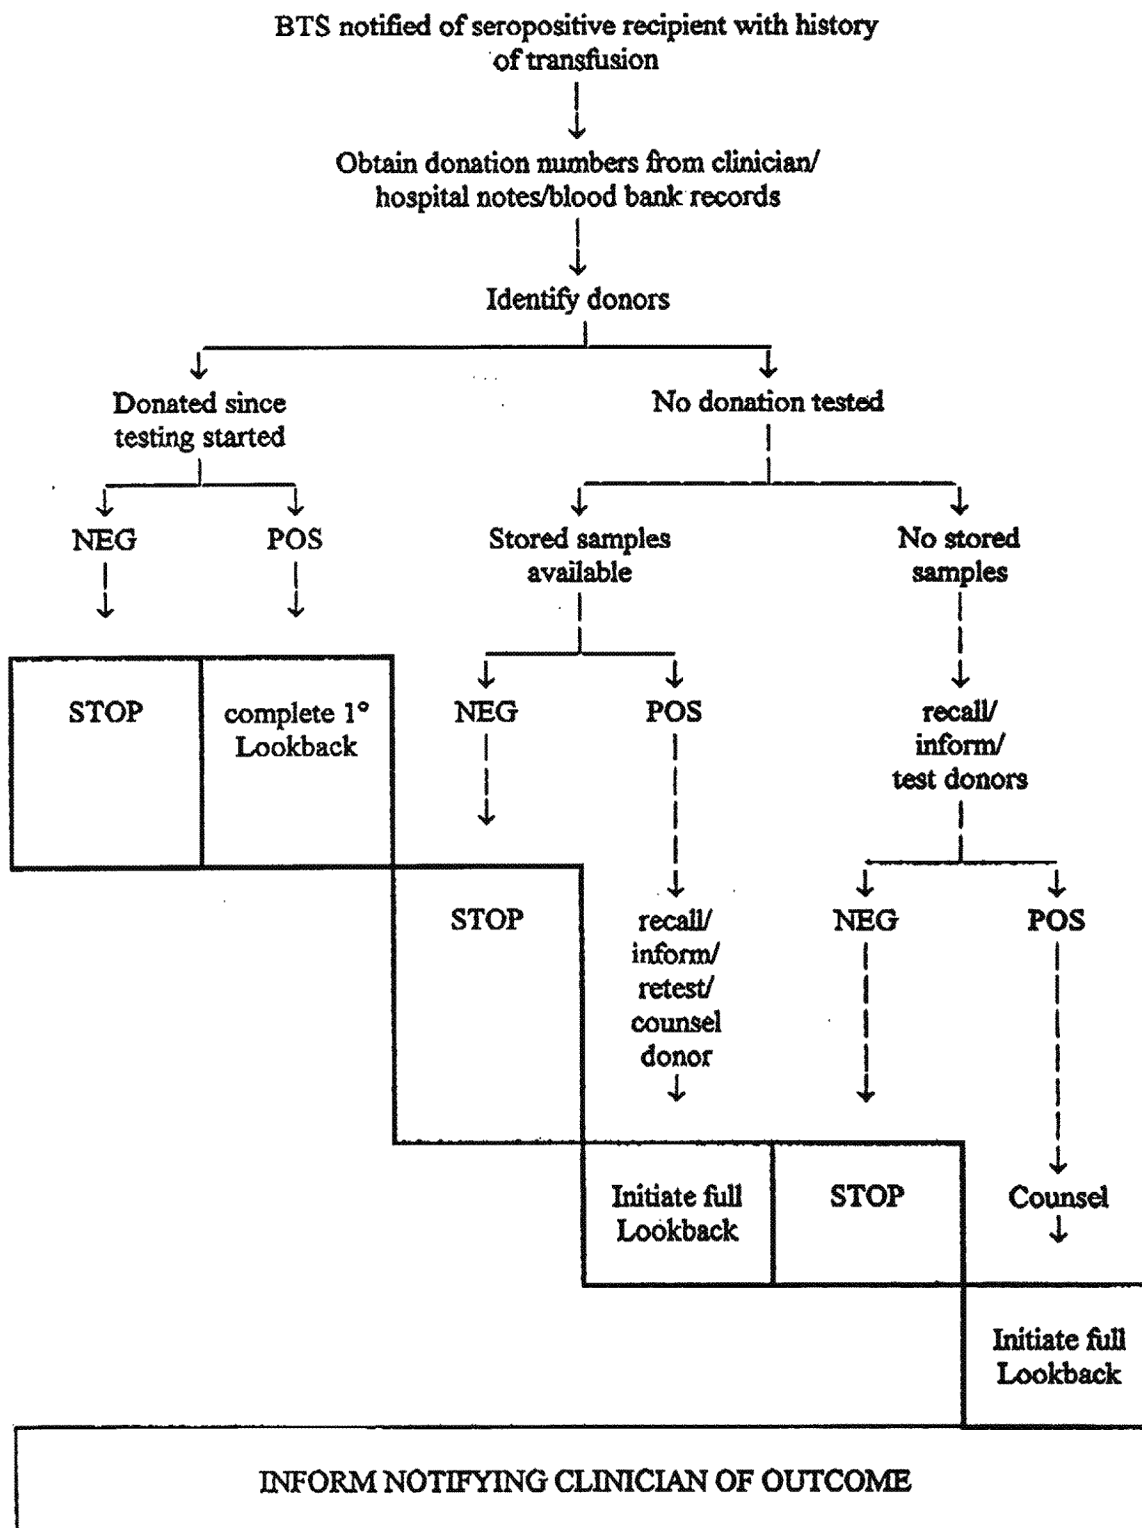 BTS notified of seropositive recipient with history
of transfusion
Obtain donation numbers from clinician/
hospital notes/blood bank records
Identify donors
Donated since
testing started
No donation tested
NEG
POS
Stored samples
available
No stored
samples
STOP
complete 1°
Lookback
NEG
POS
recall/
inform/
test donors
STOP
recall/
inform/
retest/
counsel
donor
NEG
POS
Initiate full
Lookback
STOP
Counsel
Initiate full
Lookback
INFORM NOTIFYING CLINICIAN OF OUTCOME